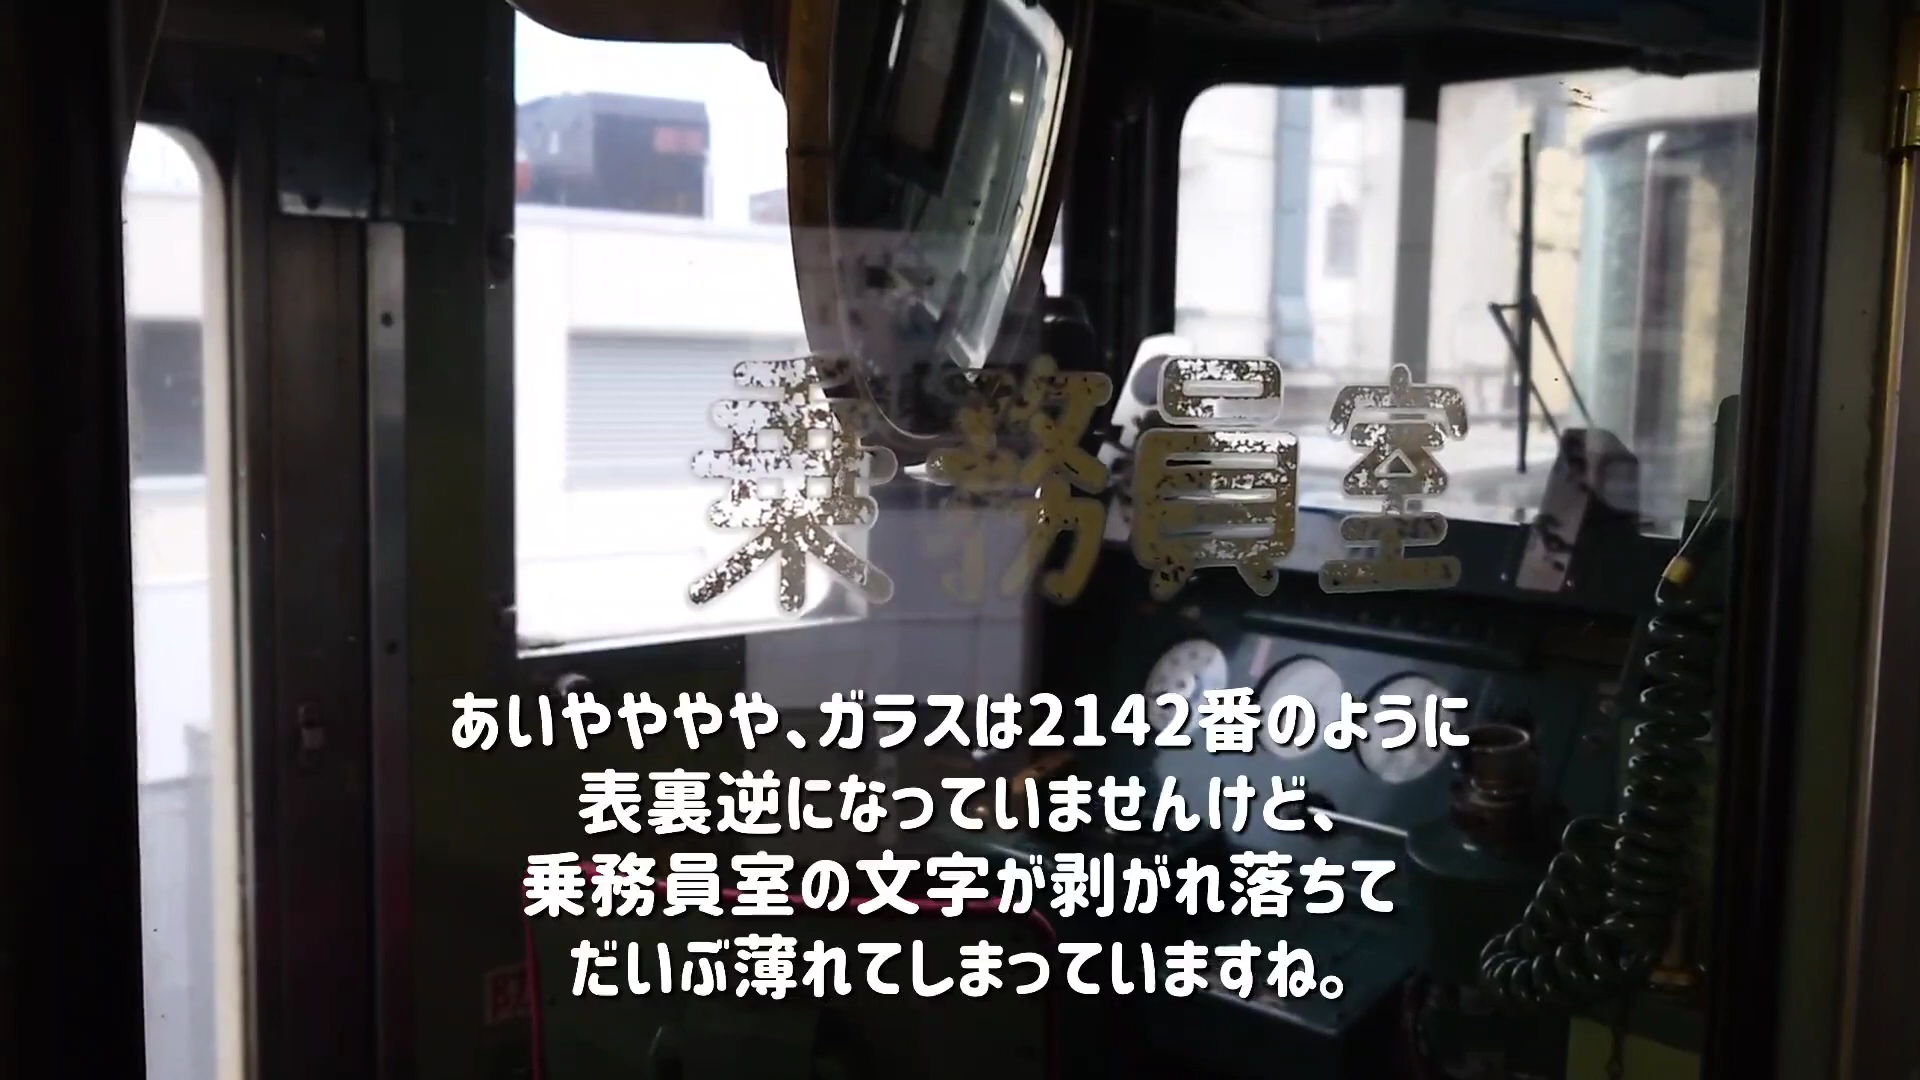 乗務員室
あいややややや、ガラスは2142番のように
表裏逆になっていませんけど、
乗務員室の文字が剥がれ落ちて
だいぶ薄れてしまっていますね。